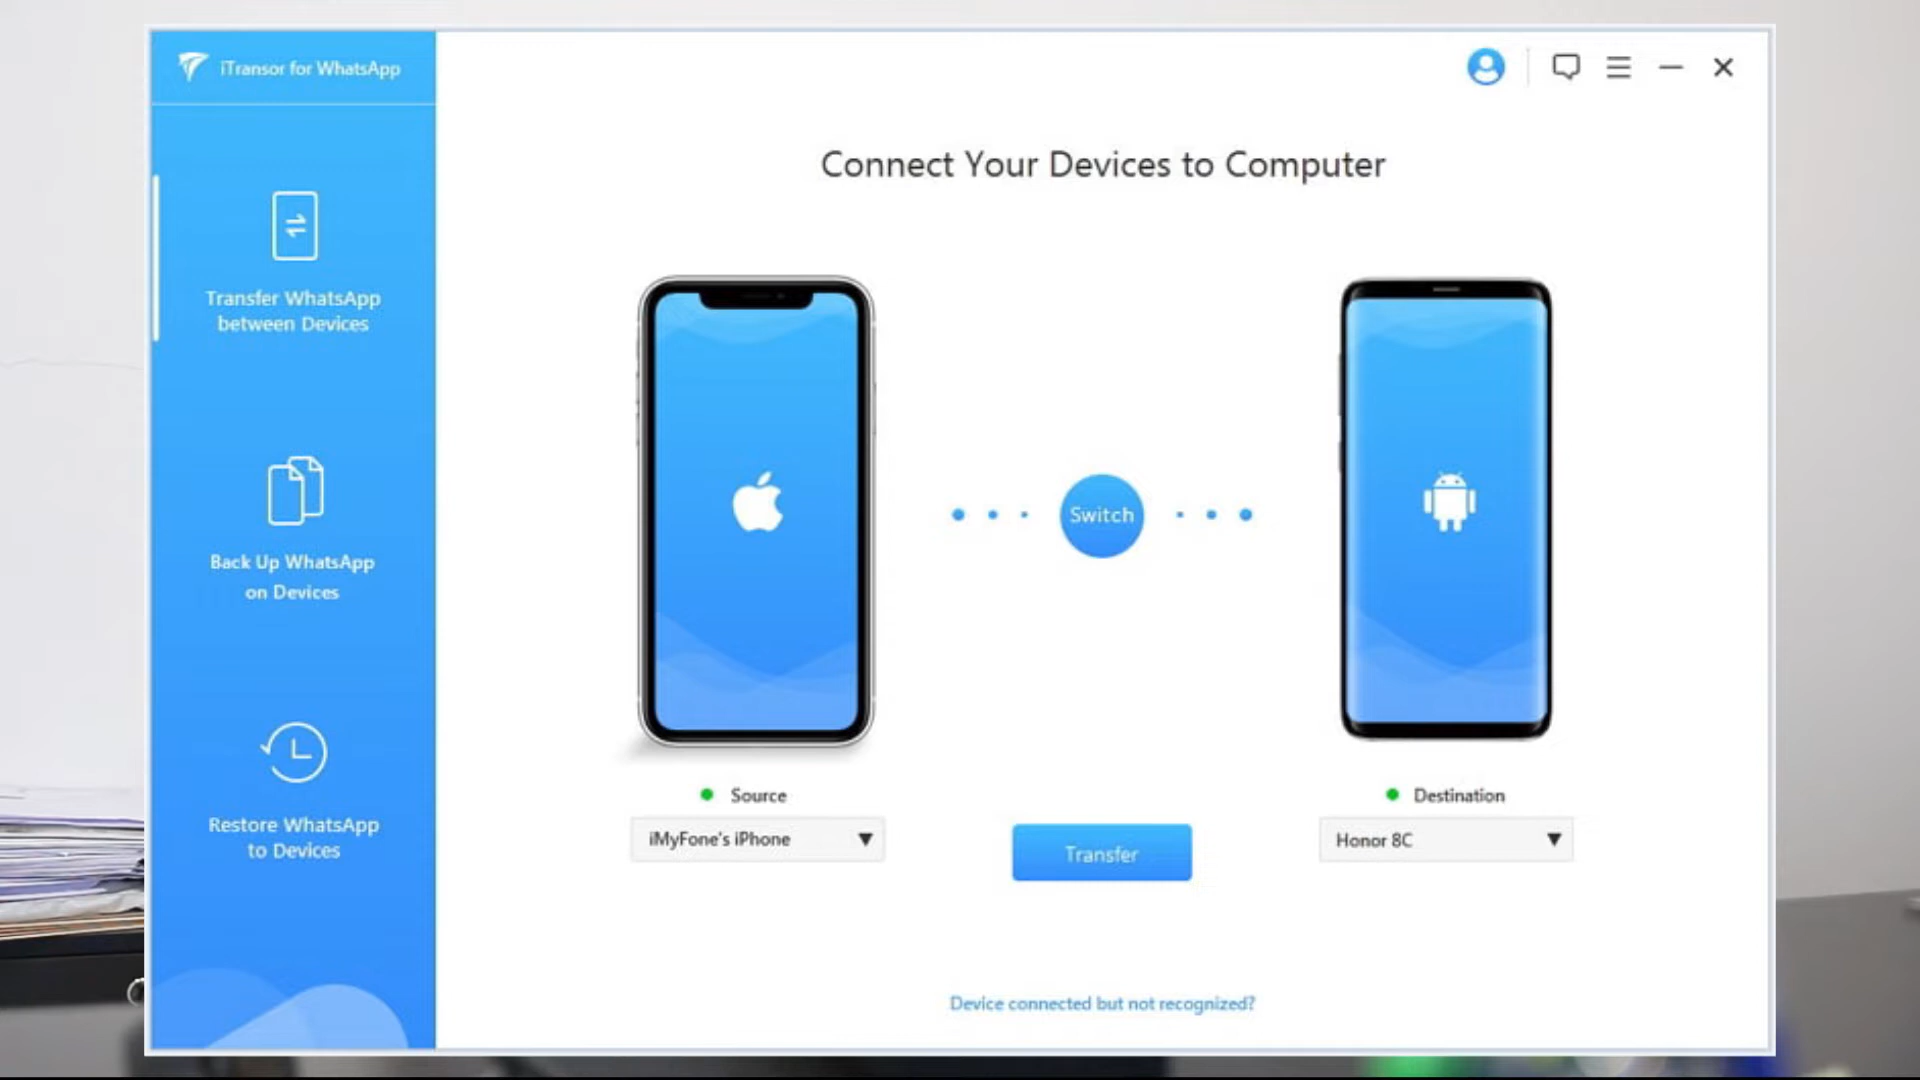 iTransor for WhatsApp
Transfer WhatsApp
between Devices
Back Up WhatsApp
on Devices
Restore WhatsApp
to Devices
Connect Your Devices to Computer
Switch
Source
Destination
iMyFone's iPhone
Honor 8C
Transfer
Device connected but not recognized?